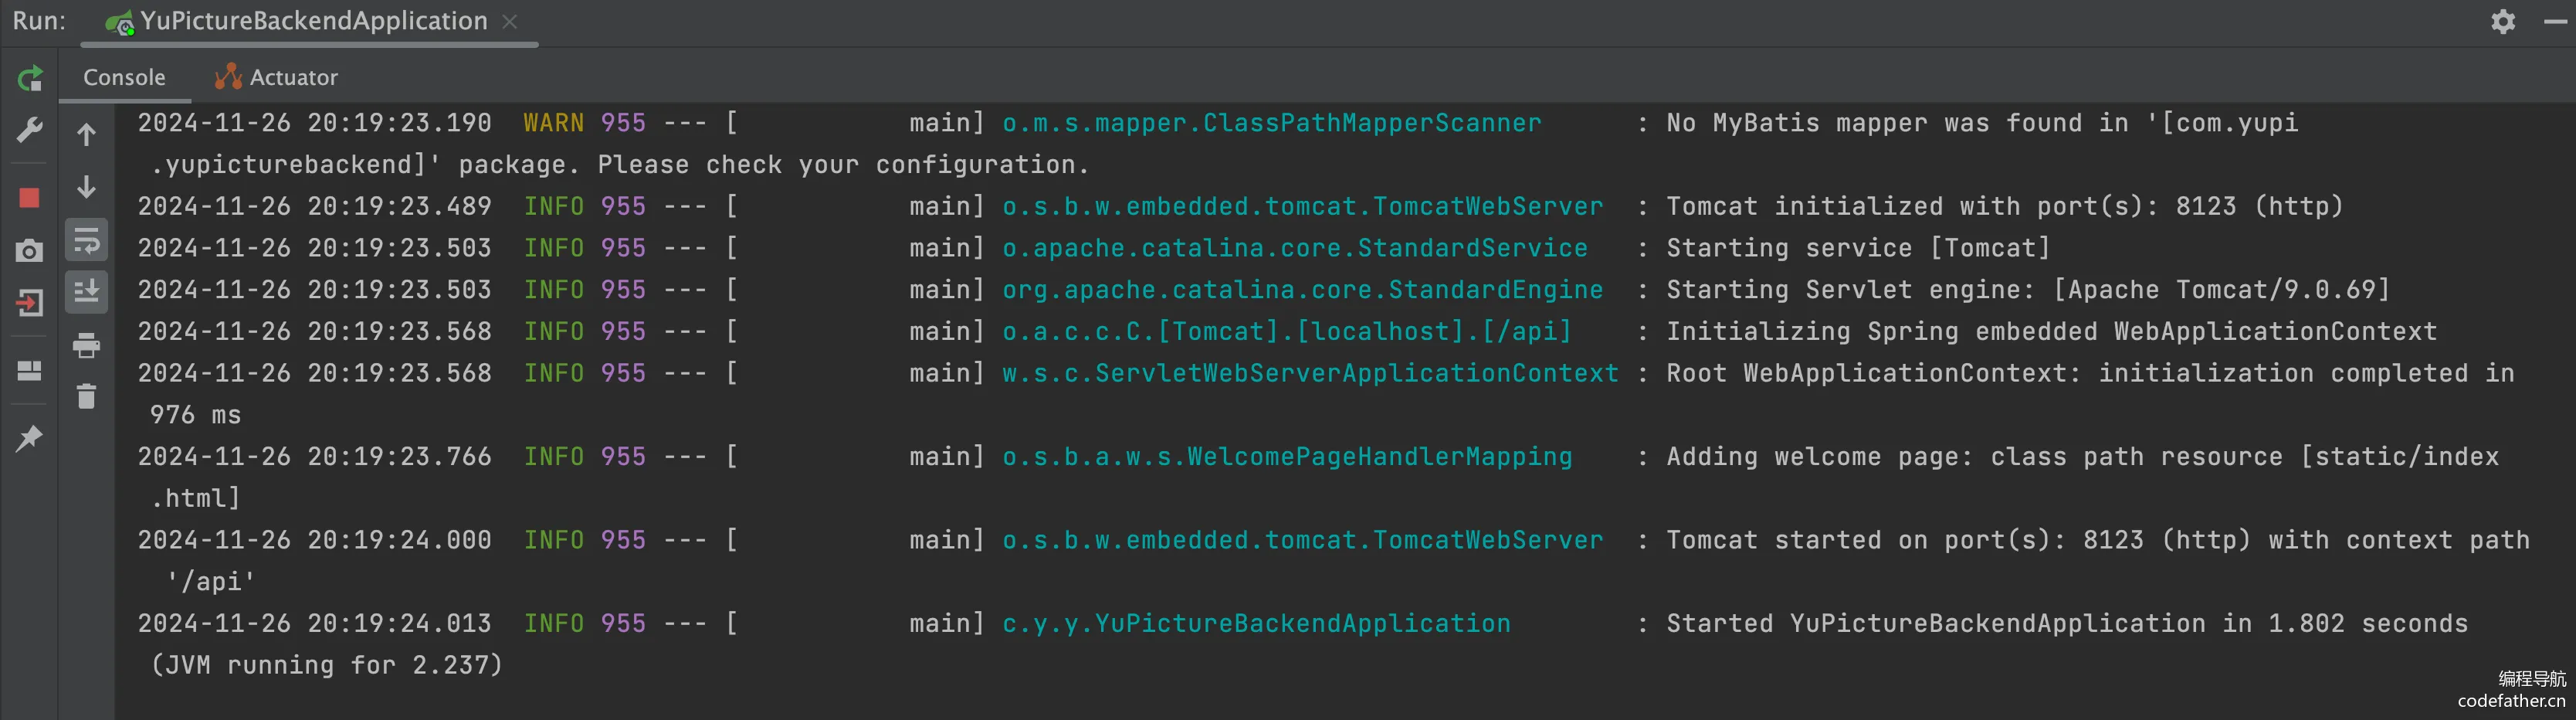 Run: YuPictureBackendApplication
Console Actuator
2024-11-26 20:19:23.190  WARN 955 --- [           main] o.m.s.mapper.ClassPathMapperScanner      : No MyBatis mapper was found in '[com.yupi
.yupicturebackend]' package. Please check your configuration.
2024-11-26 20:19:23.489  INFO 955 --- [           main] o.s.b.w.embedded.tomcat.TomcatWebServer  : Tomcat initialized with port(s): 8123 (http)
2024-11-26 20:19:23.503  INFO 955 --- [           main] o.apache.catalina.core.StandardService   : Starting service [Tomcat]
2024-11-26 20:19:23.503  INFO 955 --- [           main] org.apache.catalina.core.StandardEngine  : Starting Servlet engine: [Apache Tomcat/9.0.69]
2024-11-26 20:19:23.568  INFO 955 --- [           main] o.a.c.c.C.[Tomcat].[localhost].[/api]    : Initializing Spring embedded WebApplicationContext
2024-11-26 20:19:23.568  INFO 955 --- [           main] w.s.c.ServletWebServerApplicationContext : Root WebApplicationContext: initialization completed in
976 ms
2024-11-26 20:19:23.766  INFO 955 --- [           main] o.s.b.a.w.s.WelcomePageHandlerMapping    : Adding welcome page: class path resource [static/index
.html]
2024-11-26 20:19:24.000  INFO 955 --- [           main] o.s.b.w.embedded.tomcat.TomcatWebServer  : Tomcat started on port(s): 8123 (http) with context path
'/api'
2024-11-26 20:19:24.013  INFO 955 --- [           main] c.y.y.YuPictureBackendApplication        : Started YuPictureBackendApplication in 1.802 seconds
(JVM running for 2.237)
编程导航
codefather.cn